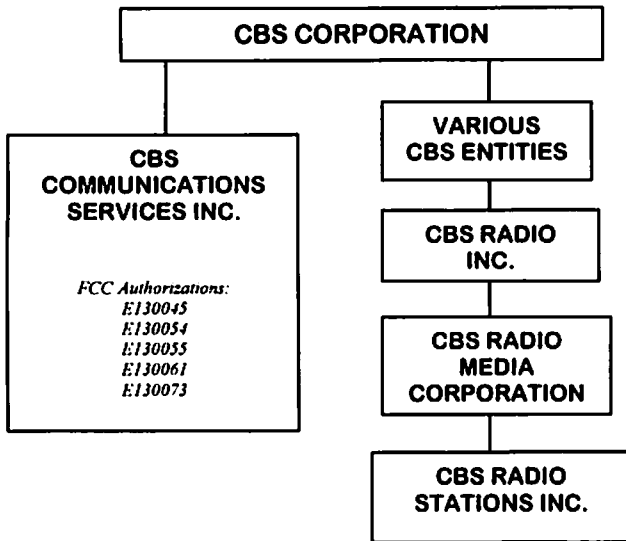 CBS CORPORATION
CBS
COMMUNICATIONS
SERVICES INC.
FCC Authorizations:
E130045
E130054
E130055
E130061
E130073
VARIOUS
CBS ENTITIES
CBS RADIO
INC.
CBS RADIO
MEDIA
CORPORATION
CBS RADIO
STATIONS INC.